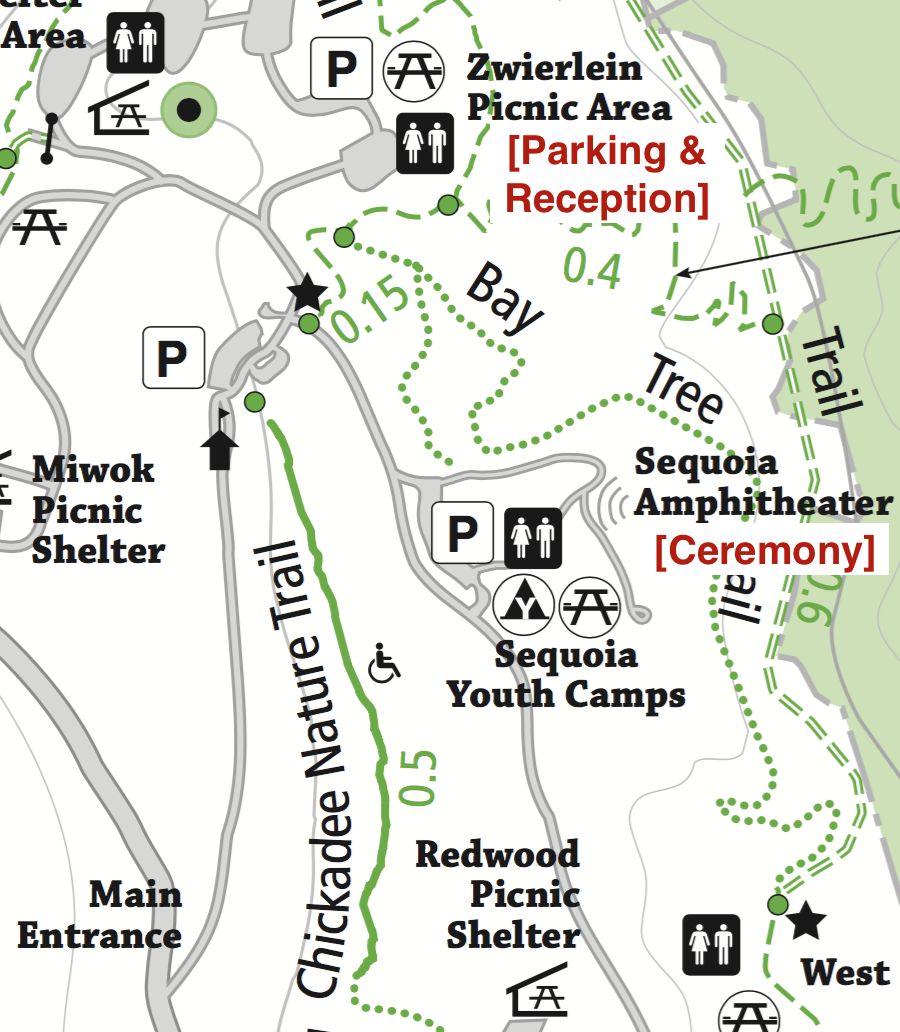 Area
P
Zwierlein
Picnic Area
[Parking &
Reception]
0.4
0.15
Bay
Tree
Trail
P
Miwok
Picnic
Shelter
Sequoia
Amphitheater
[Ceremony]
P
Chickadee Nature Trail
Sequoia
Youth Camps
0.5
Redwood
Picnic
Shelter
Main
Entrance
West